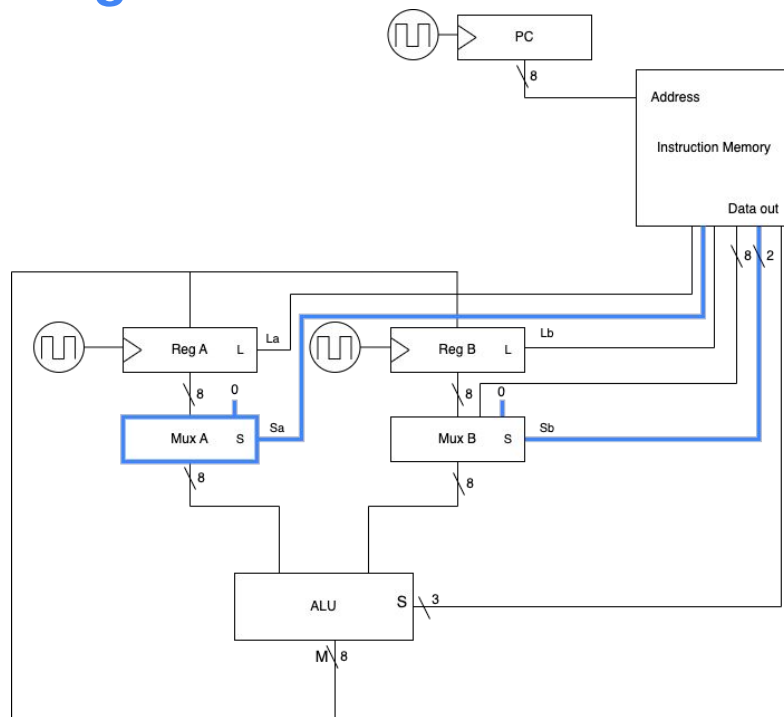 g
PC
8
Address
Instruction Memory
Data out
8
2
La
Lb
Reg A
L
Reg B
L
8
0
8
0
Sa
Sb
Mux A
S
Mux B
S
8
8
ALU
S
3
M
8